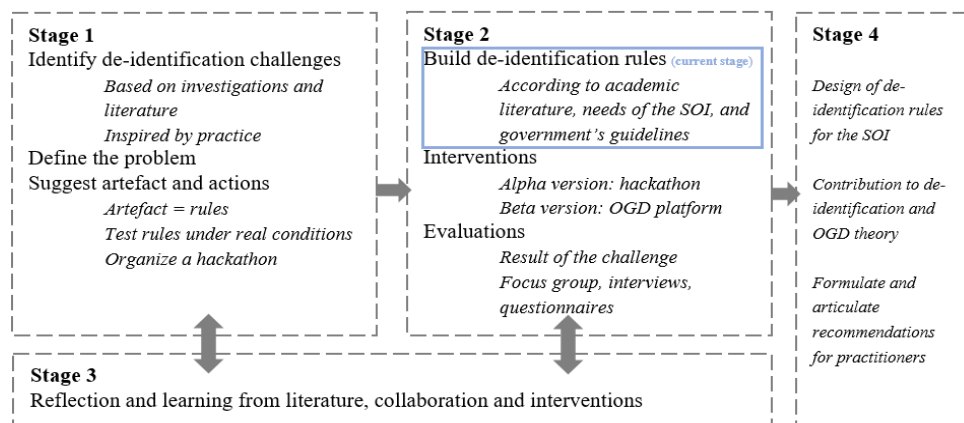 Stage 1
Identify de-identification challenges
Based on investigations and
literature
Inspired by practice
Define the problem
Suggest artefact and actions
Artefact = rules
Test rules under real conditions
Organize a hackathon
Stage 2
Build de-identification rules (current stage)
According to academic
literature, needs of the SOI, and
government’s guidelines
Interventions
Alpha version: hackathon
Beta version: OGD platform
Evaluations
Result of the challenge
Focus group, interviews,
questionnaires
Stage 4
Design of de-
identification rules
for the SOI
Contribution to de-
identification and
OGD theory
Formulate and
articulate
recommendations
for practitioners
Stage 3
Reflection and learning from literature, collaboration and interventions